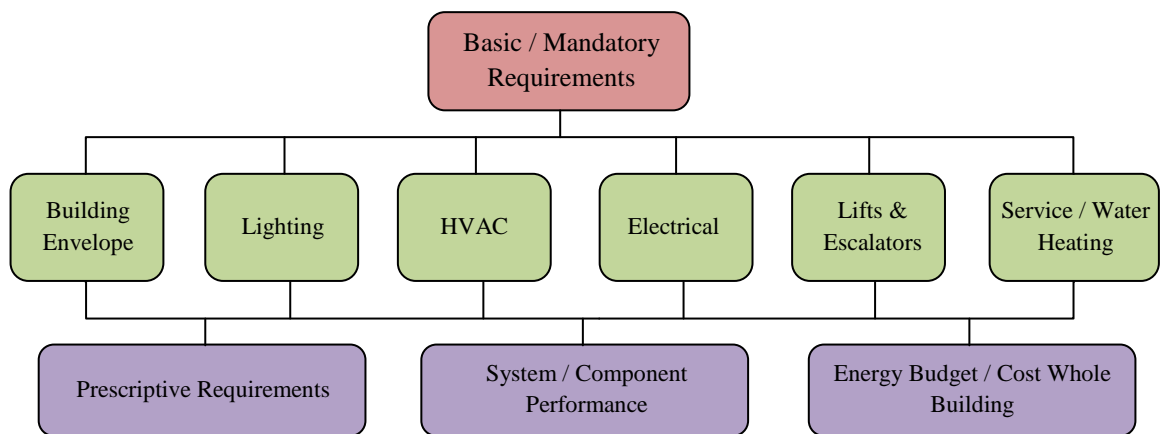 Basic / Mandatory
Requirements
Building
Envelope
Lighting
HVAC
Electrical
Lifts &
Escalators
Service / Water
Heating
Prescriptive Requirements
System / Component
Performance
Energy Budget / Cost Whole
Building